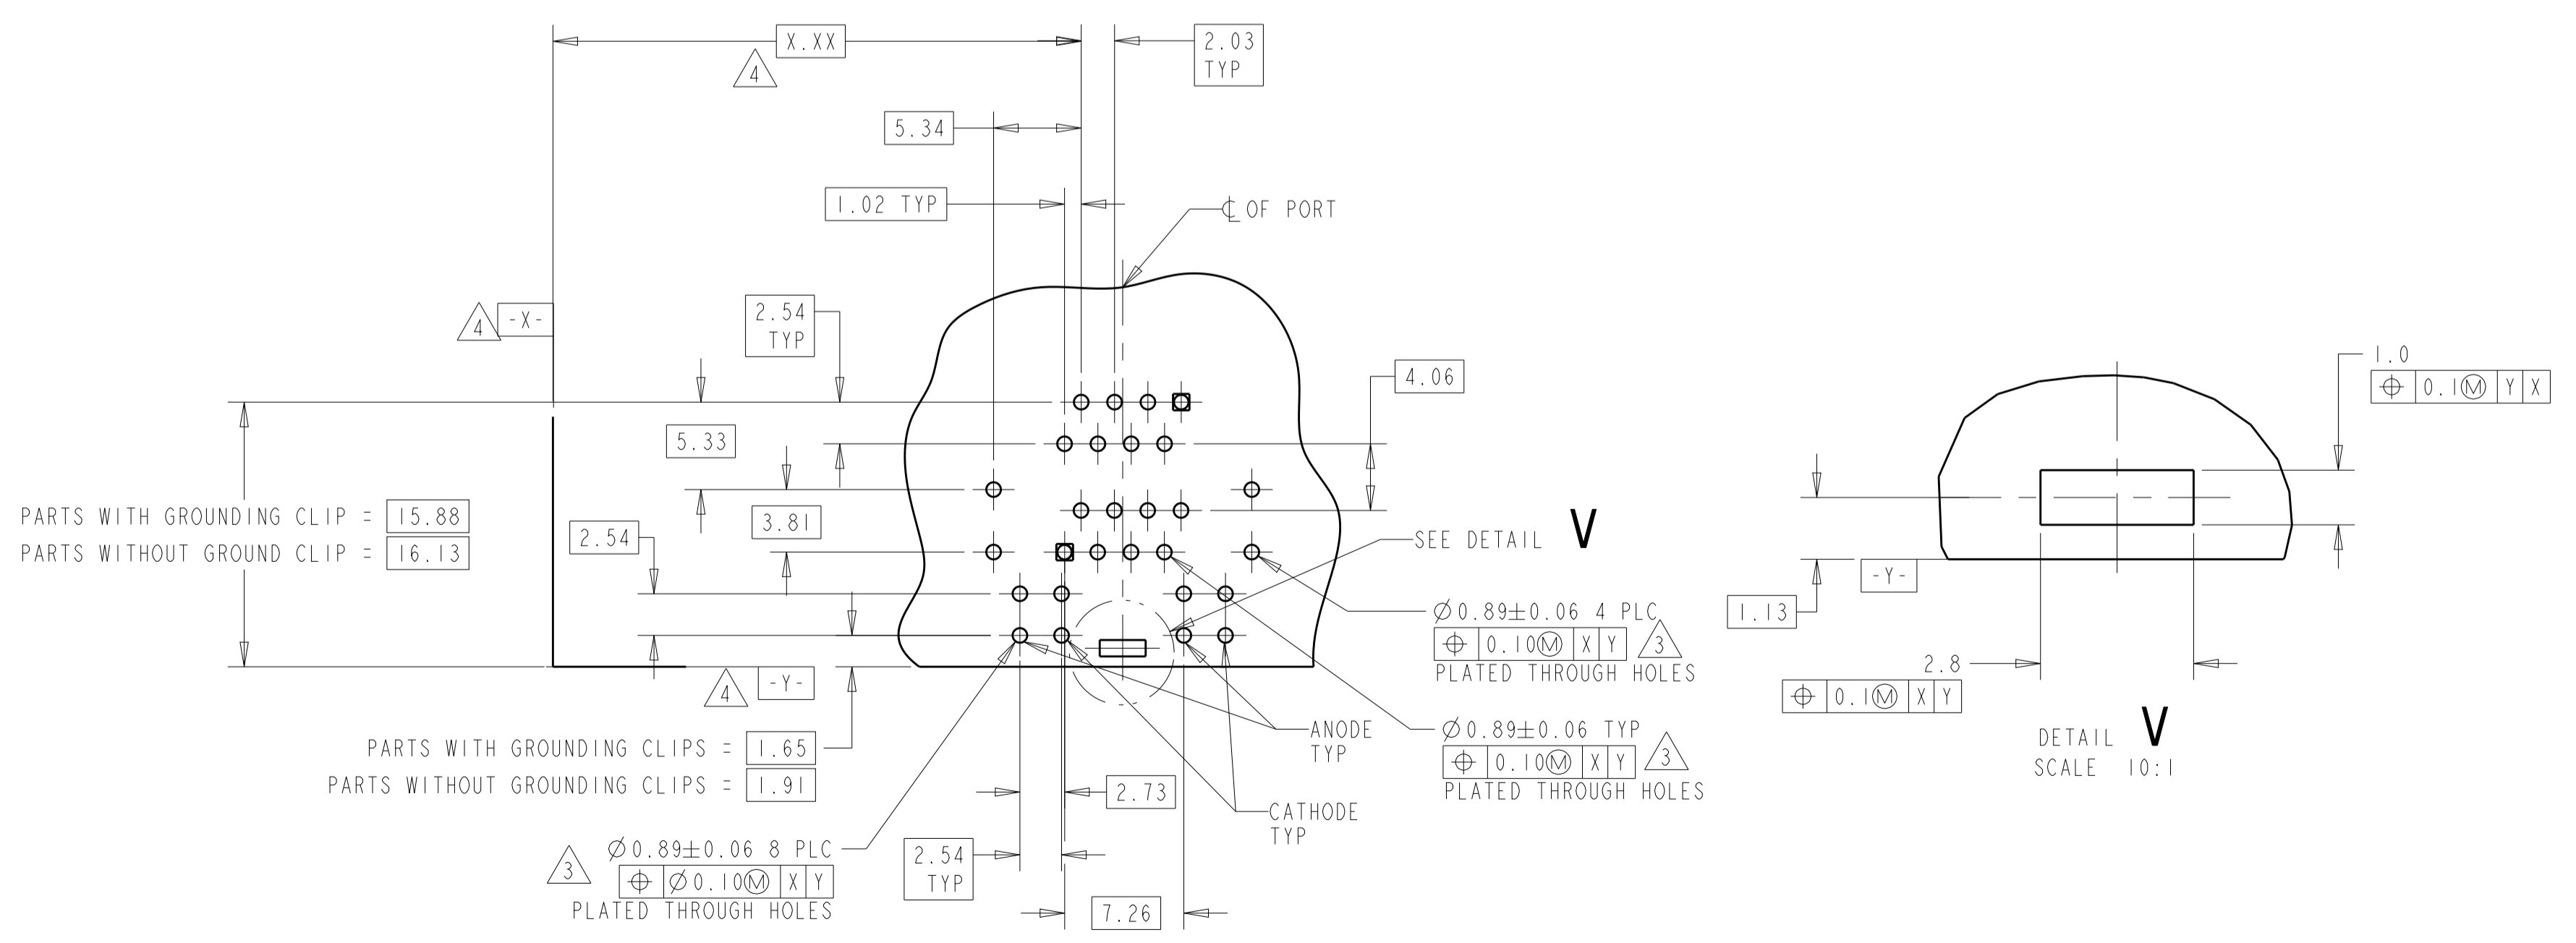 X.XX
4
2.03
TYP
5.34
1.02 TYP
℄ OF PORT
4
-X-
2.54
TYP
4.06
1.0
⌖ 0.1Ⓜ Y X
5.33
PARTS WITH GROUNDING CLIP = 15.88
PARTS WITHOUT GROUND CLIP = 16.13
2.54
3.81
SEE DETAIL V
-Y-
1.13
2.8
⌖ 0.1Ⓜ X Y
DETAIL V
SCALE 10:1
Ø0.89±0.06 4 PLC
⌖ 0.10Ⓜ X Y
3
PLATED THROUGH HOLES
4
-Y-
ANODE
TYP
Ø0.89±0.06 TYP
⌖ 0.10Ⓜ X Y
3
PLATED THROUGH HOLES
PARTS WITH GROUNDING CLIPS = 1.65
PARTS WITHOUT GROUNDING CLIPS = 1.91
2.73
CATHODE
TYP
3
Ø0.89±0.06 8 PLC
⌖ Ø0.10Ⓜ X Y
PLATED THROUGH HOLES
2.54
TYP
7.26